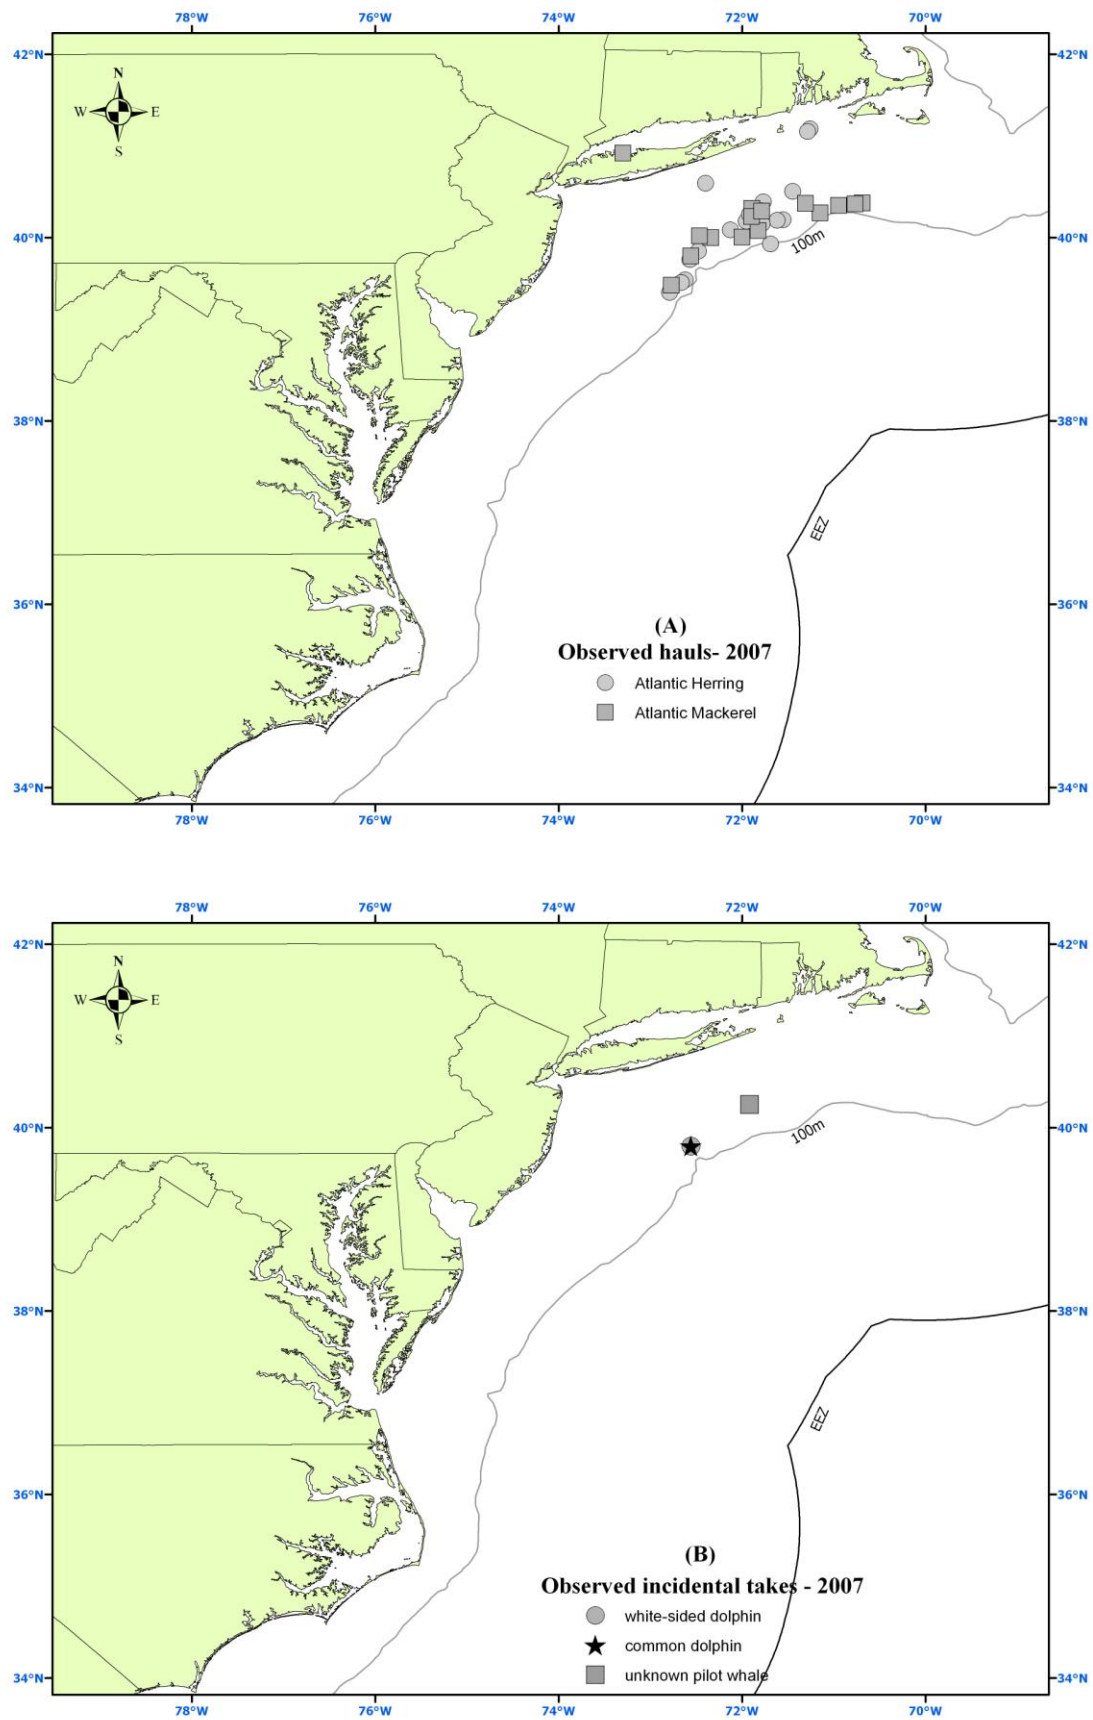 78°W 76°W 74°W 72°W 70°W
42°N 42°N
N
W E
S
40°N 40°N
100m
38°N 38°N
EEZ
36°N 36°N
(A)
Observed hauls- 2007
Atlantic Herring
Atlantic Mackerel
34°N 34°N
78°W 76°W 74°W 72°W 70°W
78°W 76°W 74°W 72°W 70°W
42°N 42°N
N
W E
S
40°N 40°N
100m
38°N 38°N
EEZ
36°N 36°N
(B)
Observed incidental takes - 2007
white-sided dolphin
common dolphin
unknown pilot whale
34°N 34°N
78°W 76°W 74°W 72°W 70°W